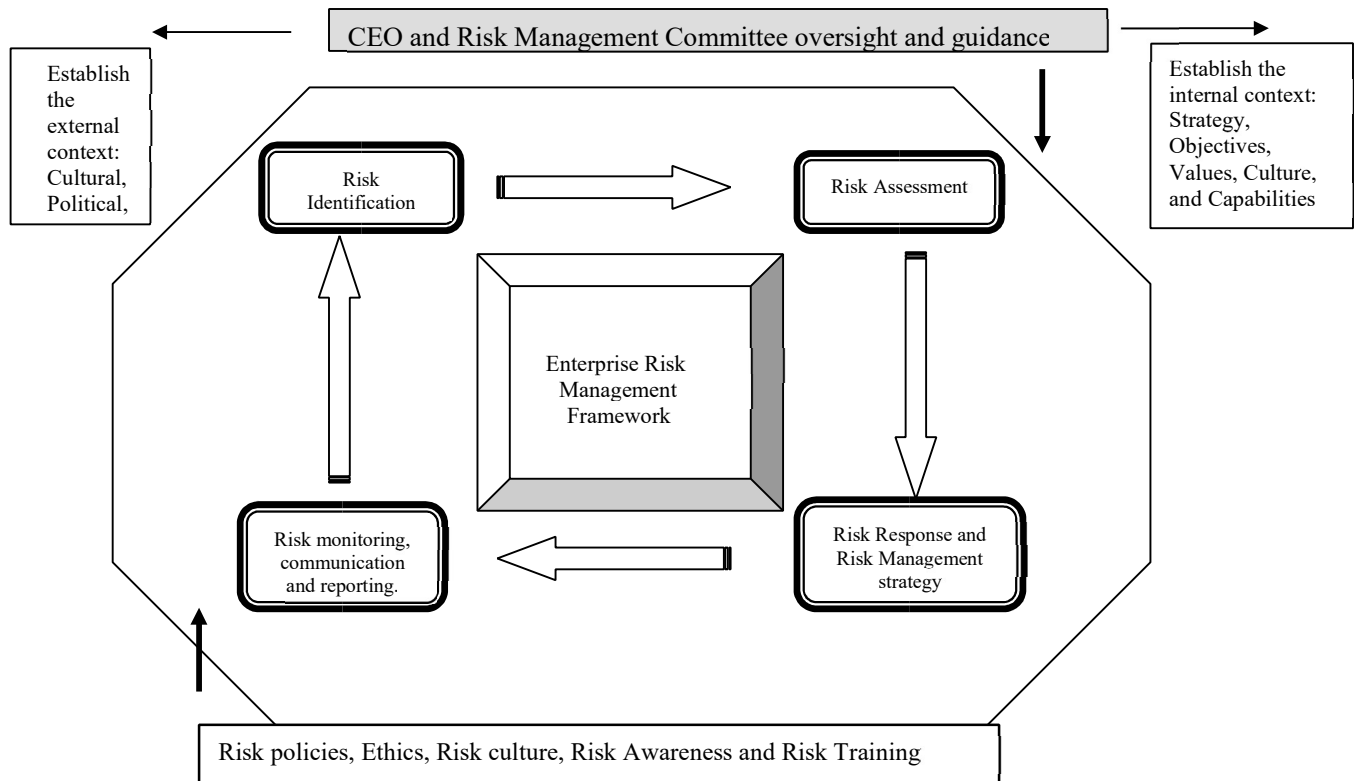 CEO and Risk Management Committee oversight and guidance
Establish
the
external
context:
Cultural,
Political,
Establish the
internal context:
Strategy,
Objectives,
Values, Culture,
and Capabilities
Risk
Identification
Risk Assessment
Enterprise Risk
Management
Framework
Risk monitoring,
communication
and reporting.
Risk Response and
Risk Management
strategy
Risk policies, Ethics, Risk culture, Risk Awareness and Risk Training